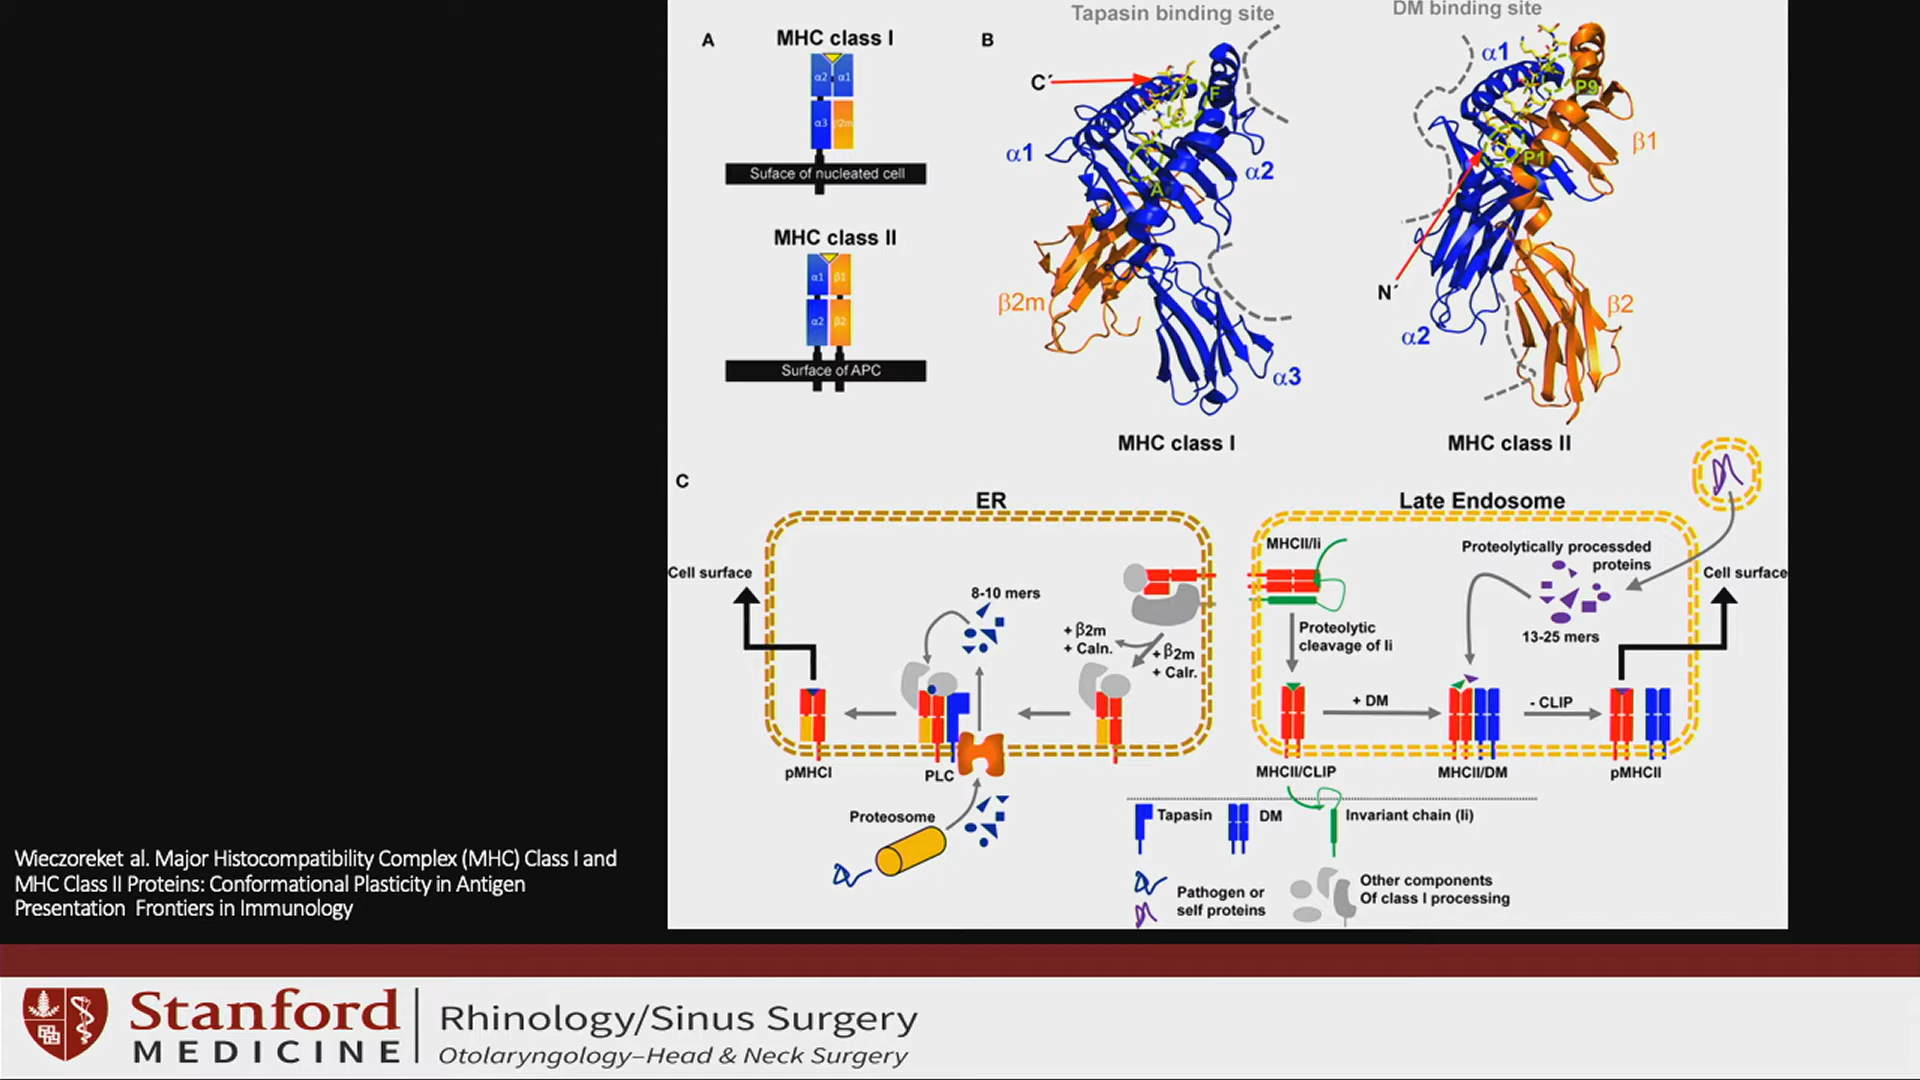 Tapasin binding site
DM binding site
A
MHC class I
α2 α1
α3 β2m
Suface of nucleated cell
MHC class II
α1 β1
α2 β2
Surface of APC
B
C´
F
A
α1
α2
β2m
α3
MHC class I
α1
P9
β1
P1
N´
β2
α2
MHC class II
C
ER
Cell surface
8-10 mers
+ β2m
+ Caln.
+ β2m
+ Calr.
pMHCI
PLC
Proteosome
Late Endosome
MHCII/Ii
Proteolytically processded
proteins
Cell surface
13-25 mers
Proteolytic
cleavage of Ii
+ DM
- CLIP
MHCII/CLIP
MHCII/DM
pMHCII
Tapasin
DM
Invariant chain (Ii)
Pathogen or
self proteins
Other components
Of class I processing
Wieczoreket al. Major Histocompatibility Complex (MHC) Class I and
MHC Class II Proteins: Conformational Plasticity in Antigen
Presentation Frontiers in Immunology
Stanford
MEDICINE
Rhinology/Sinus Surgery
Otolaryngology–Head & Neck Surgery